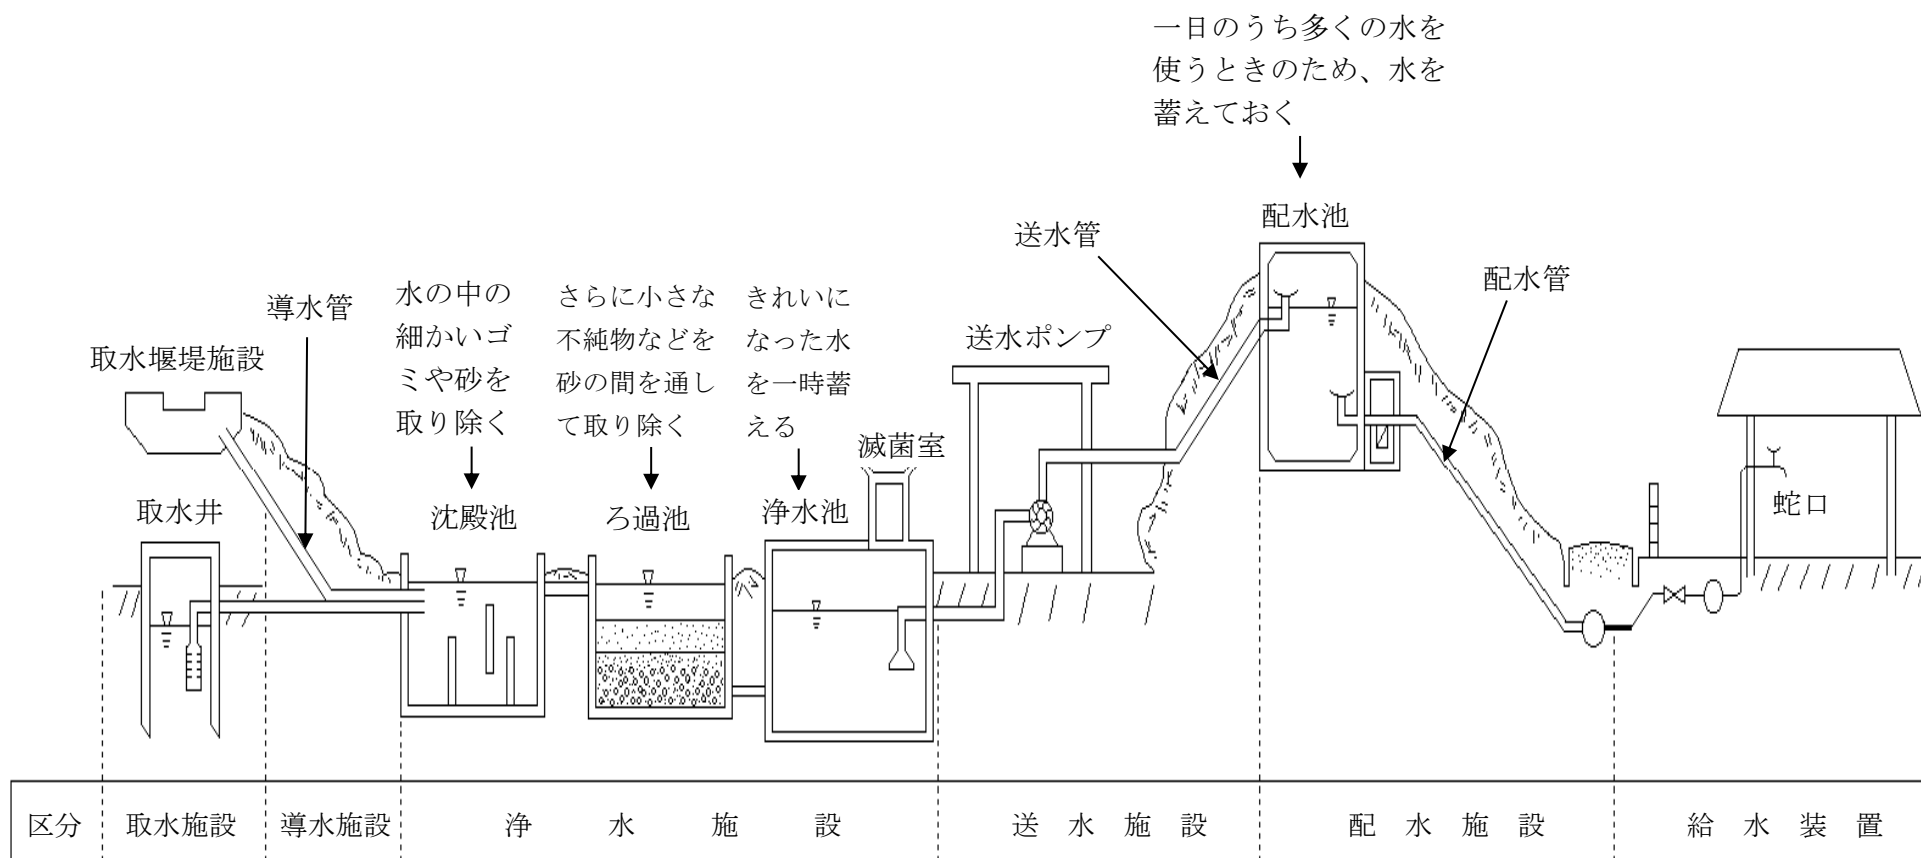 一日のうち多くの水を
使うときのため、水を
蓄えておく
配水池
送水管
配水管
導水管
水の中の
細かいゴ
ミや砂を
取り除く
さらに小さな
不純物などを
砂の間を通し
て取り除く
きれいに
なった水
を一時蓄
える
送水ポンプ
取水堰堤施設
滅菌室
取水井
沈殿池
ろ過池
浄水池
蛇口
区分
取水施設
導水施設
浄水施設
送水施設
配水施設
給水装置